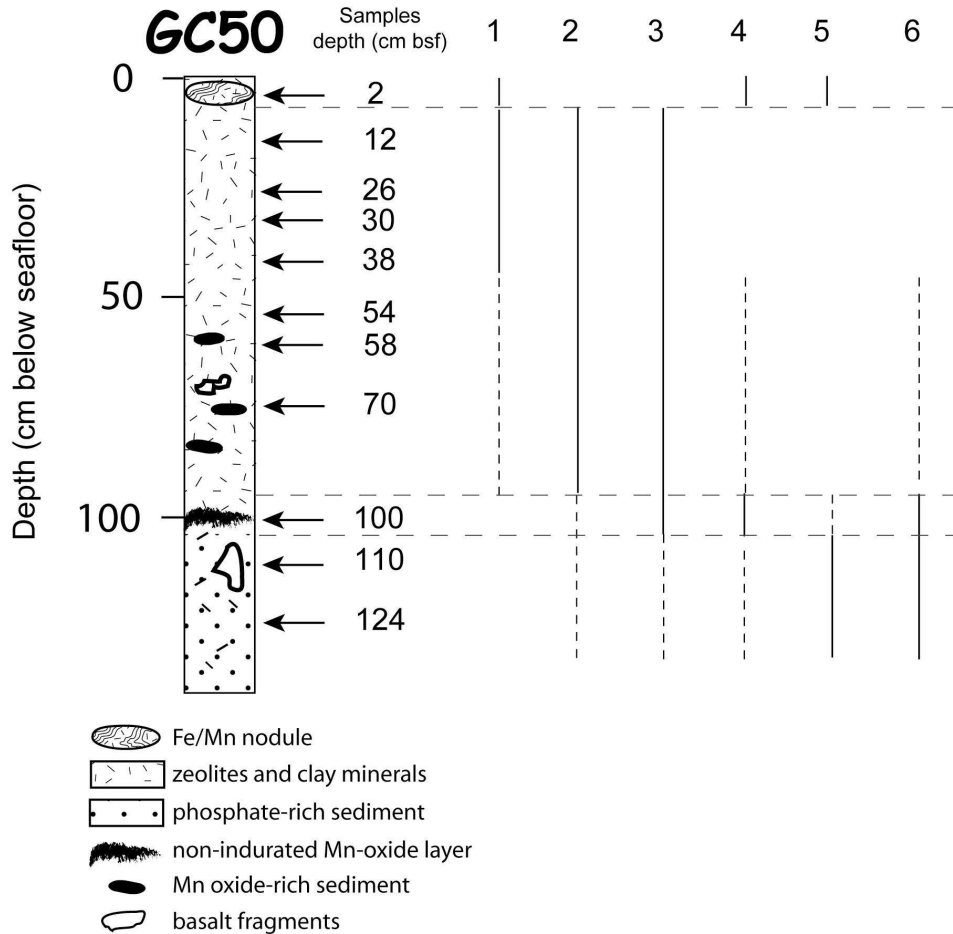 GC50
Samples
depth (cm bsf)
1 2 3 4 5 6
0
2
12
26
30
38
50
54
58
70
100
100
110
124
Depth (cm below seafloor)
Fe/Mn nodule
zeolites and clay minerals
phosphate-rich sediment
non-indurated Mn-oxide layer
Mn oxide-rich sediment
basalt fragments